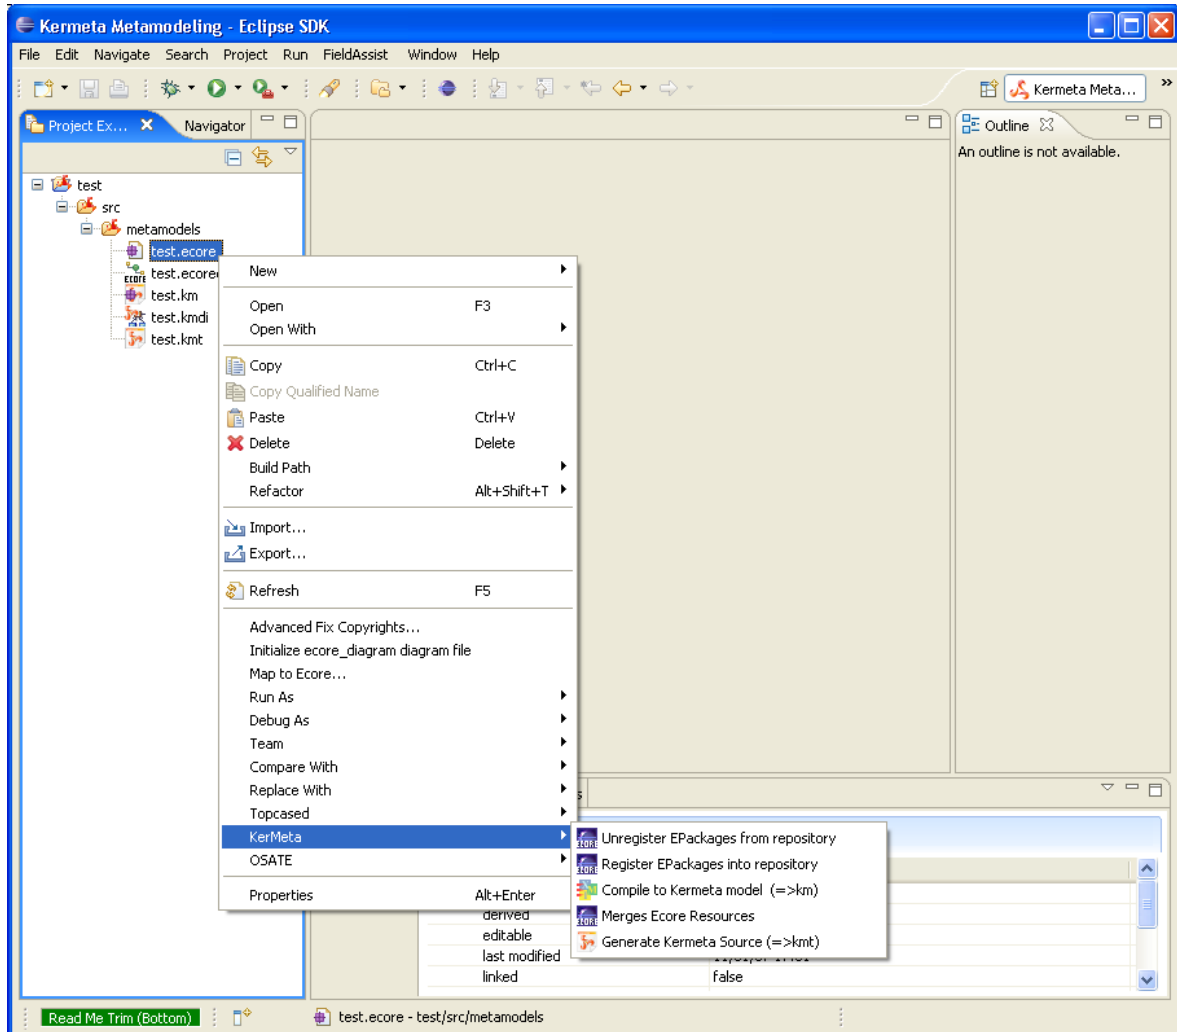 Kermeta Metamodeling - Eclipse SDK
File Edit Navigate Search Project Run FieldAssist Window Help
Kermeta Meta...
Project Ex... Navigator
Outline
An outline is not available.
test
src
metamodels
test.ecore
test.ecore
test.km
test.kmdi
test.kmt
New
Open F3
Open With
Copy Ctrl+C
Copy Qualified Name
Paste Ctrl+V
Delete Delete
Build Path
Refactor Alt+Shift+T
Import...
Export...
Refresh F5
Advanced Fix Copyrights...
Initialize ecore_diagram diagram file
Map to Ecore...
Run As
Debug As
Team
Compare With
Replace With
Topcased
KerMeta
OSATE
Properties Alt+Enter
Unregister EPackages from repository
Register EPackages into repository
Compile to Kermeta model (=>km)
Merges Ecore Resources
Generate Kermeta Source (=>kmt)
derived
editable
last modified
linked false
Read Me Trim (Bottom)
test.ecore - test/src/metamodels